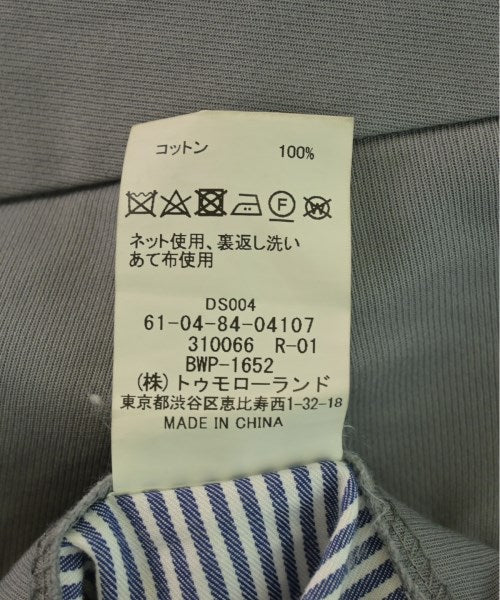 コットン 100%
F W
ネット使用、裏返し洗い
あて布使用
DS004
61-04-84-04107
310066 R-01
BWP-1652
(株)トゥモローランド
東京都渋谷区恵比寿西1-32-18
MADE IN CHINA